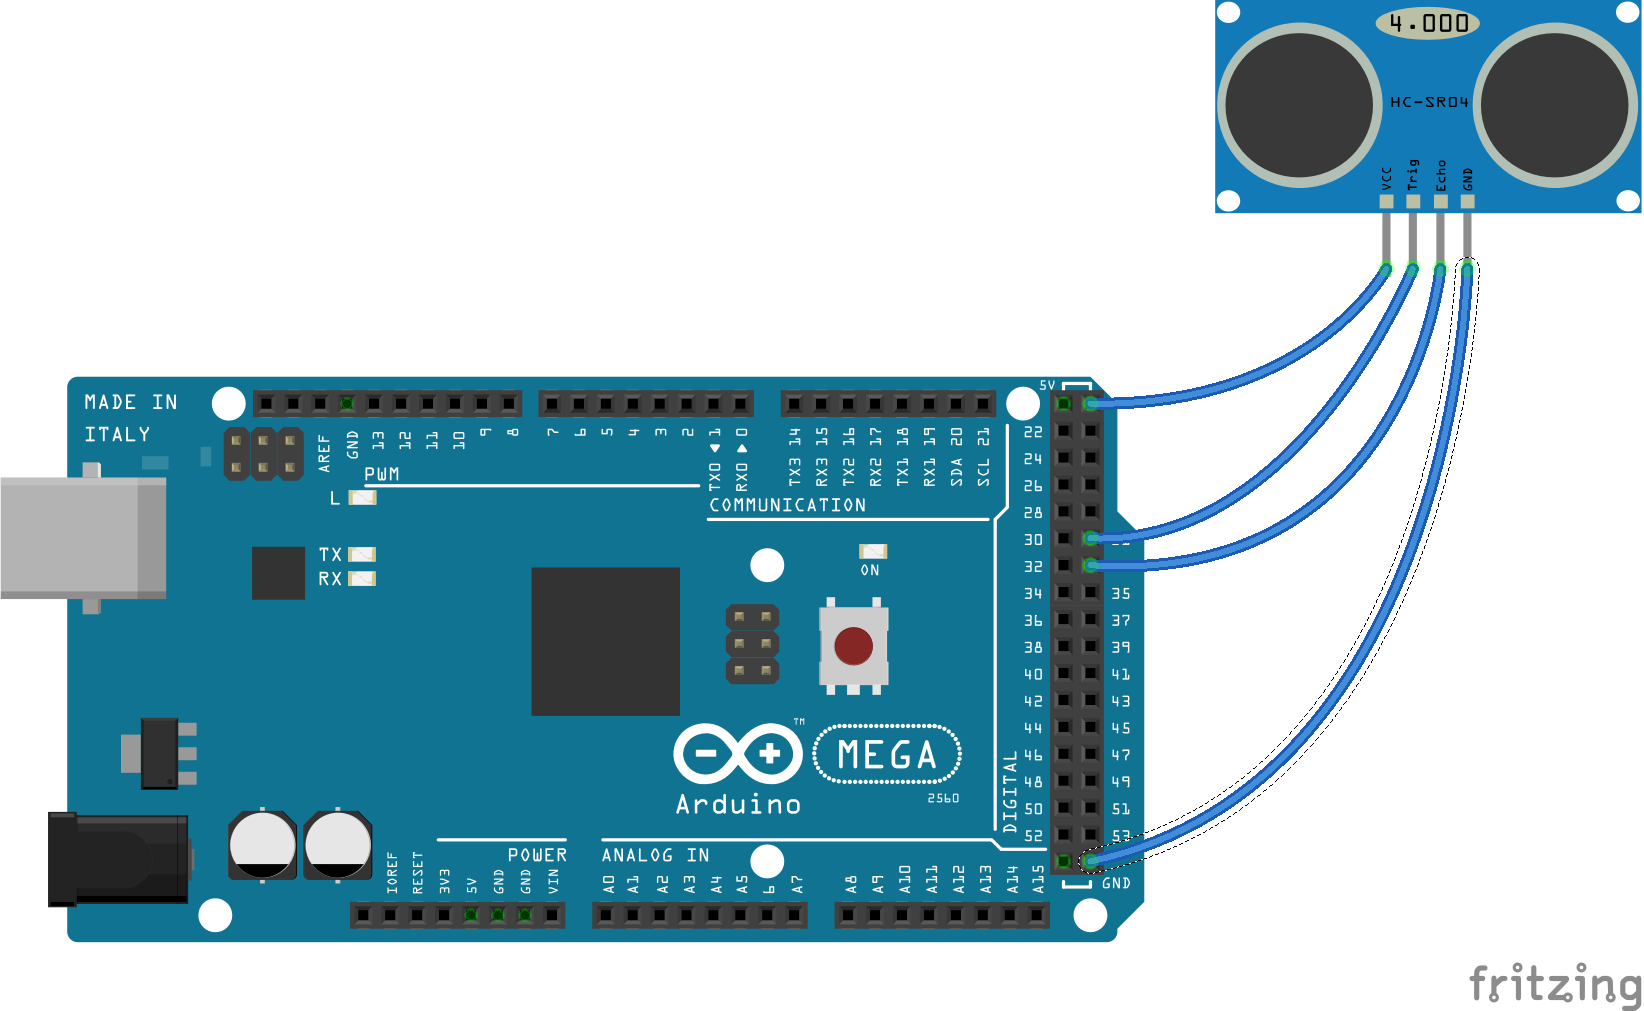 4.000
HC-SR04
VCC
Trig
Echo
GND
5V
MADE IN
ITALY
AREF
GND
13
12
11
10
9
8
7
6
5
4
3
2
TX0 1
RX0 0
TX3 14
RX3 15
TX2 16
RX2 17
TX1 18
RX1 19
SDA 20
SCL 21
PWM
L
COMMUNICATION
TX
RX
ON
22
24
26
28
30
32
34 35
36 37
38 39
40 41
42 43
44 45
46 47
48 49
50 51
52 53
DIGITAL
GND
TM
MEGA
2560
Arduino
POWER
ANALOG IN
IOREF
RESET
3V3
5V
GND
GND
VIN
A0
A1
A2
A3
A4
A5
6
A7
A8
A9
A10
A11
A12
A13
A14
A15
fritzing